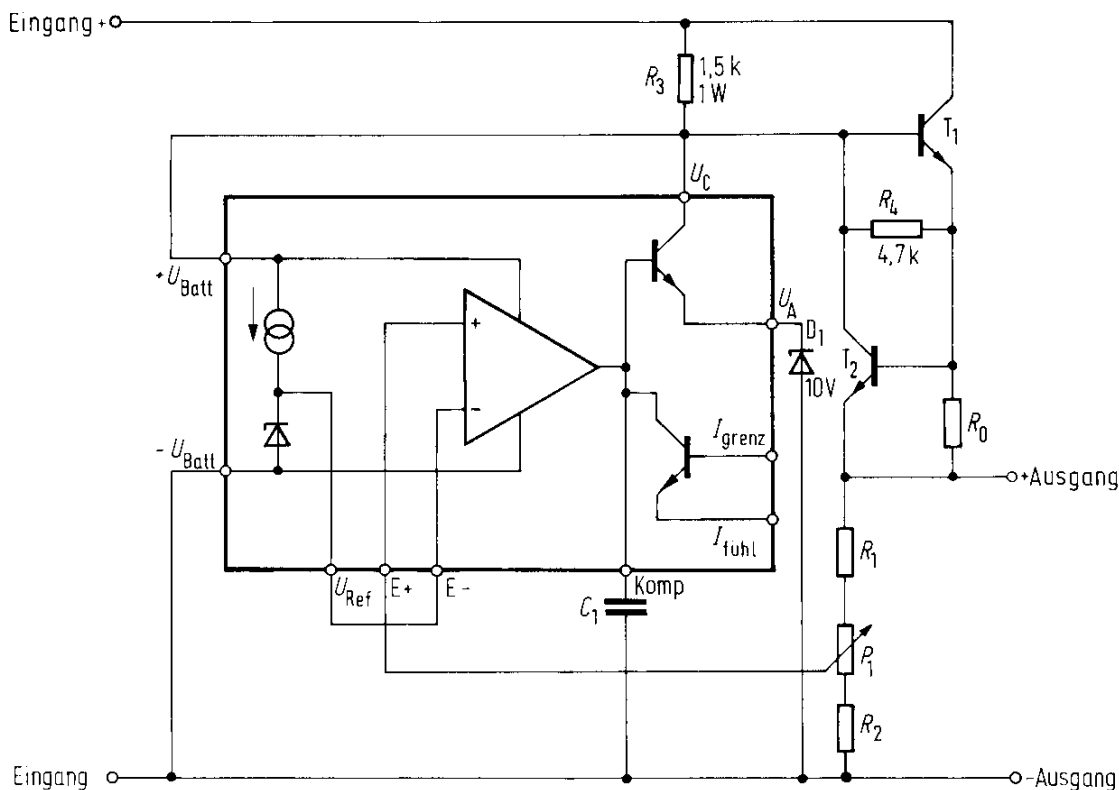 Eingang +
R3
1,5 k
1 W
T1
UC
R4
4,7 k
+ UBatt
+
UA
D1
T2
10V
-
- UBatt
Igrenz
R0
+Ausgang
Ifühl
R1
URef
E+
E-
Komp
C1
P1
R2
Eingang
-Ausgang